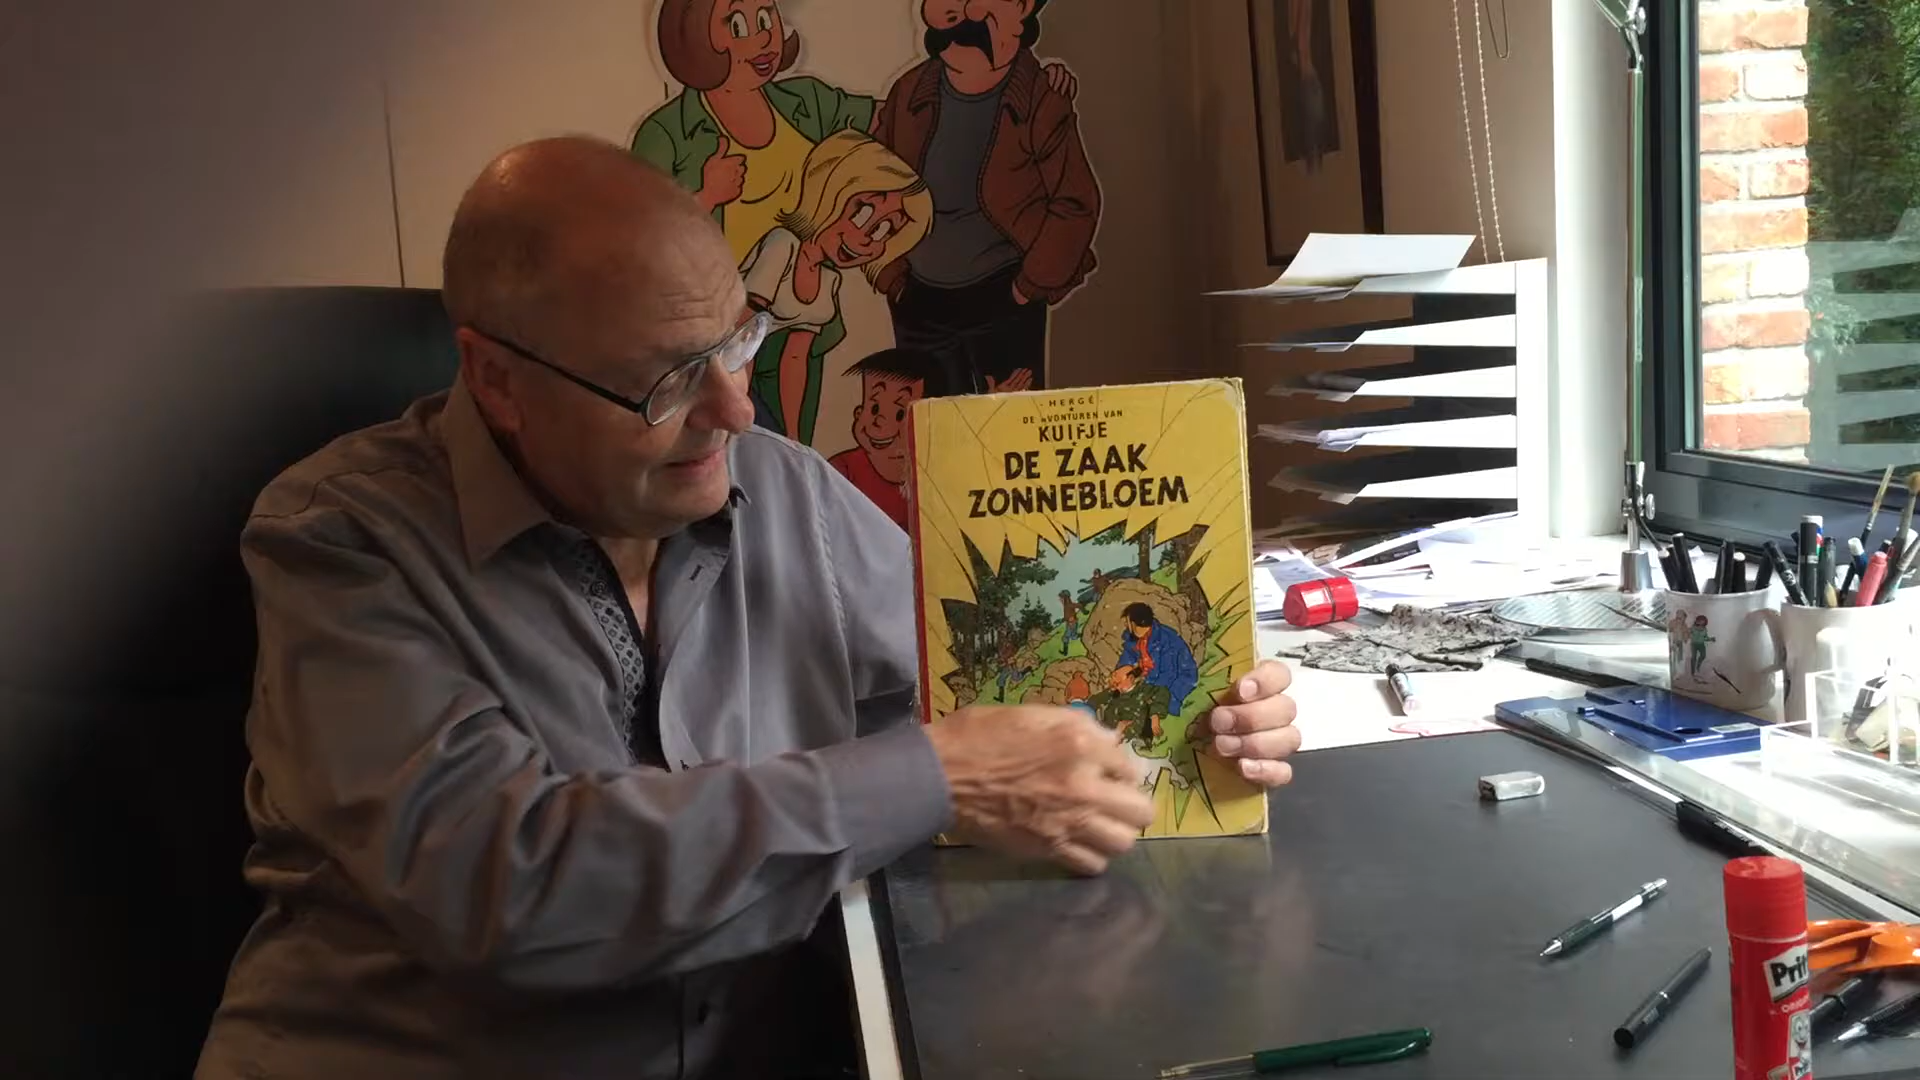 HERGÉ
DE AVONTUREN VAN
KUIFJE
DE ZAAK
ZONNEBLOEM
Prit